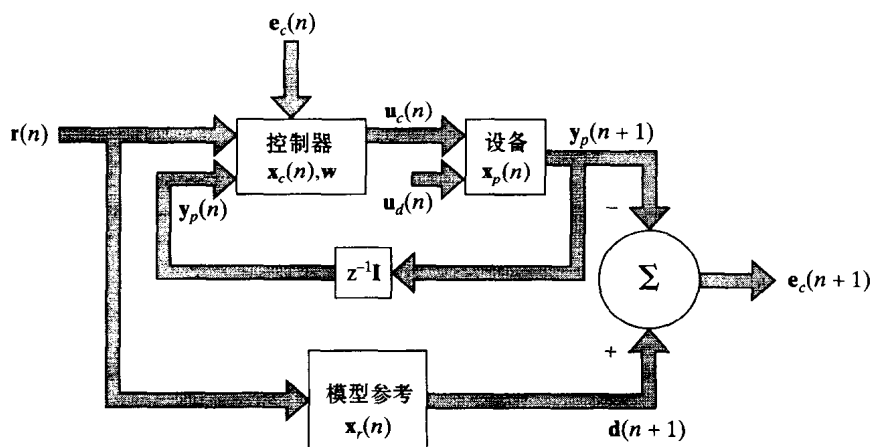 e_c(n)
r(n)
控制器
x_c(n),w
u_c(n)
设备
x_p(n)
y_p(n+1)
y_p(n)
u_d(n)
−
z⁻¹I
Σ
e_c(n+1)
+
模型参考
x_r(n)
d(n+1)